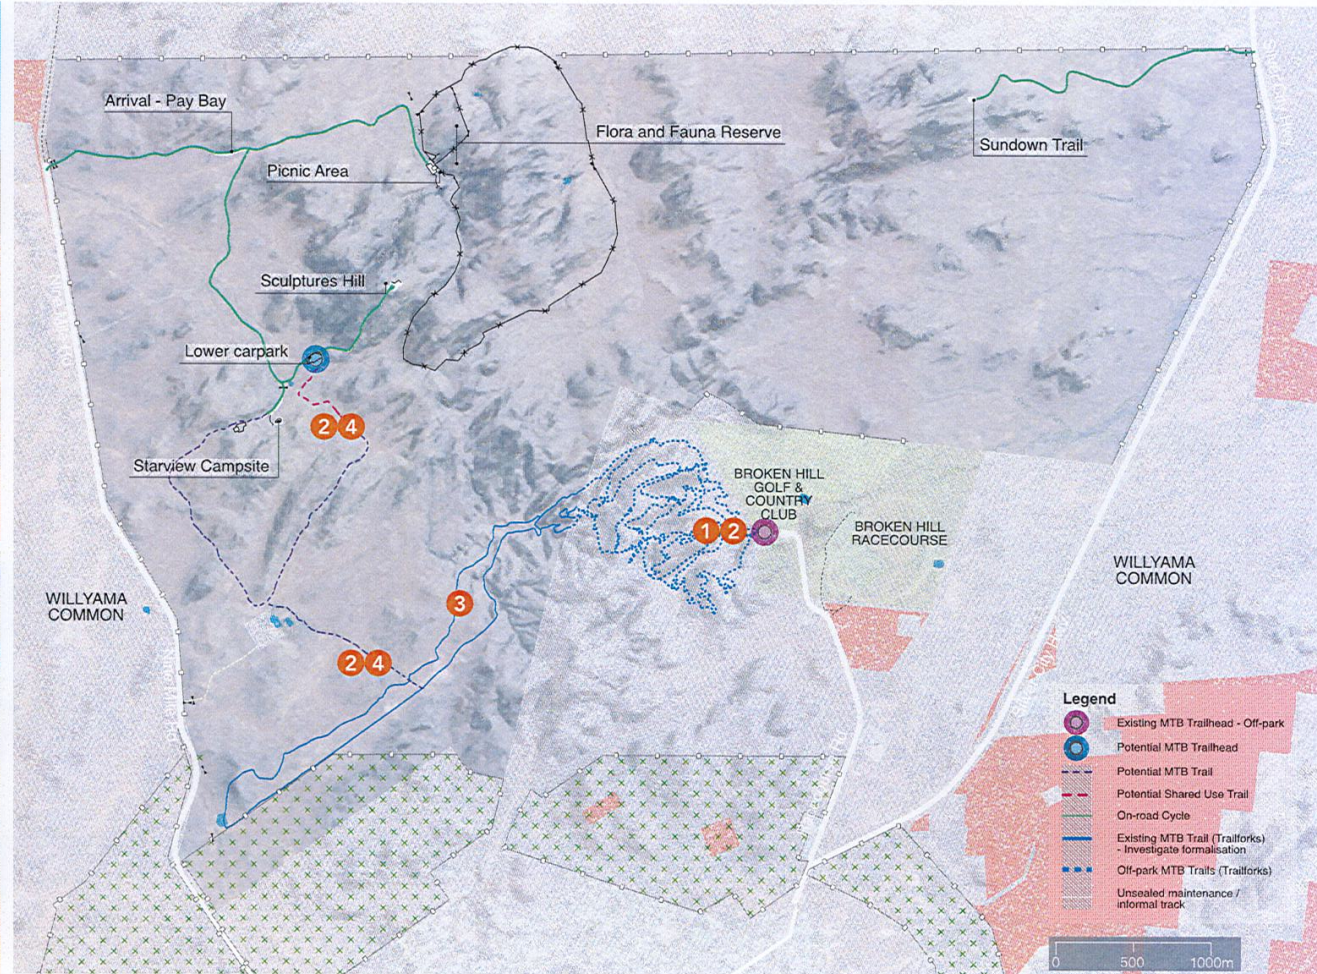 Arrival - Pay Bay
Flora and Fauna Reserve
Sundown Trail
Picnic Area
Sculptures Hill
Lower carpark
2 4
Starview Campsite
BROKEN HILL
GOLF &
COUNTRY
CLUB
1 2
BROKEN HILL
RACECOURSE
WILLYAMA
COMMON
WILLYAMA
COMMON
3
2 4
Legend
Existing MTB Trailhead - Off-park
Potential MTB Trailhead
Potential MTB Trail
Potential Shared Use Trail
On-road Cycle
Existing MTB Trail (Trailforks)
- Investigate formalisation
Off-park MTB Trails (Trailforks)
Unsealed maintenance /
informal track
0 500 1000m